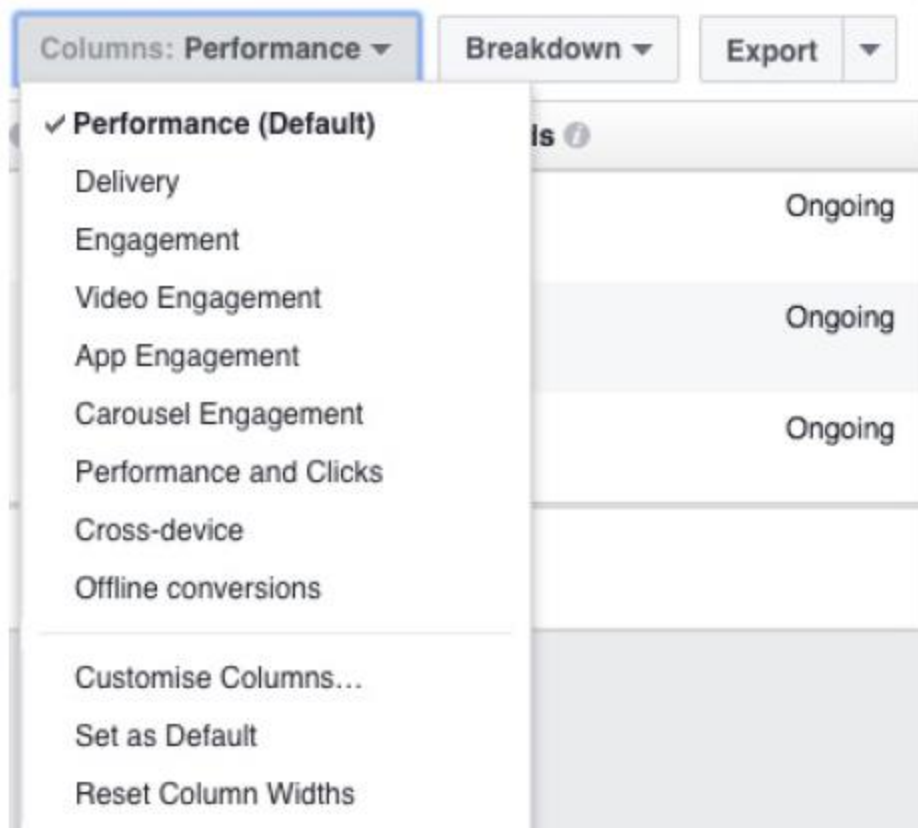 Columns: Performance Breakdown Export
Performance (Default)
Delivery
Ongoing
Engagement
Video Engagement
Ongoing
App Engagement
Carousel Engagement
Ongoing
Performance and Clicks
Cross-device
Offline conversions
Customise Columns...
Set as Default
Reset Column Widths